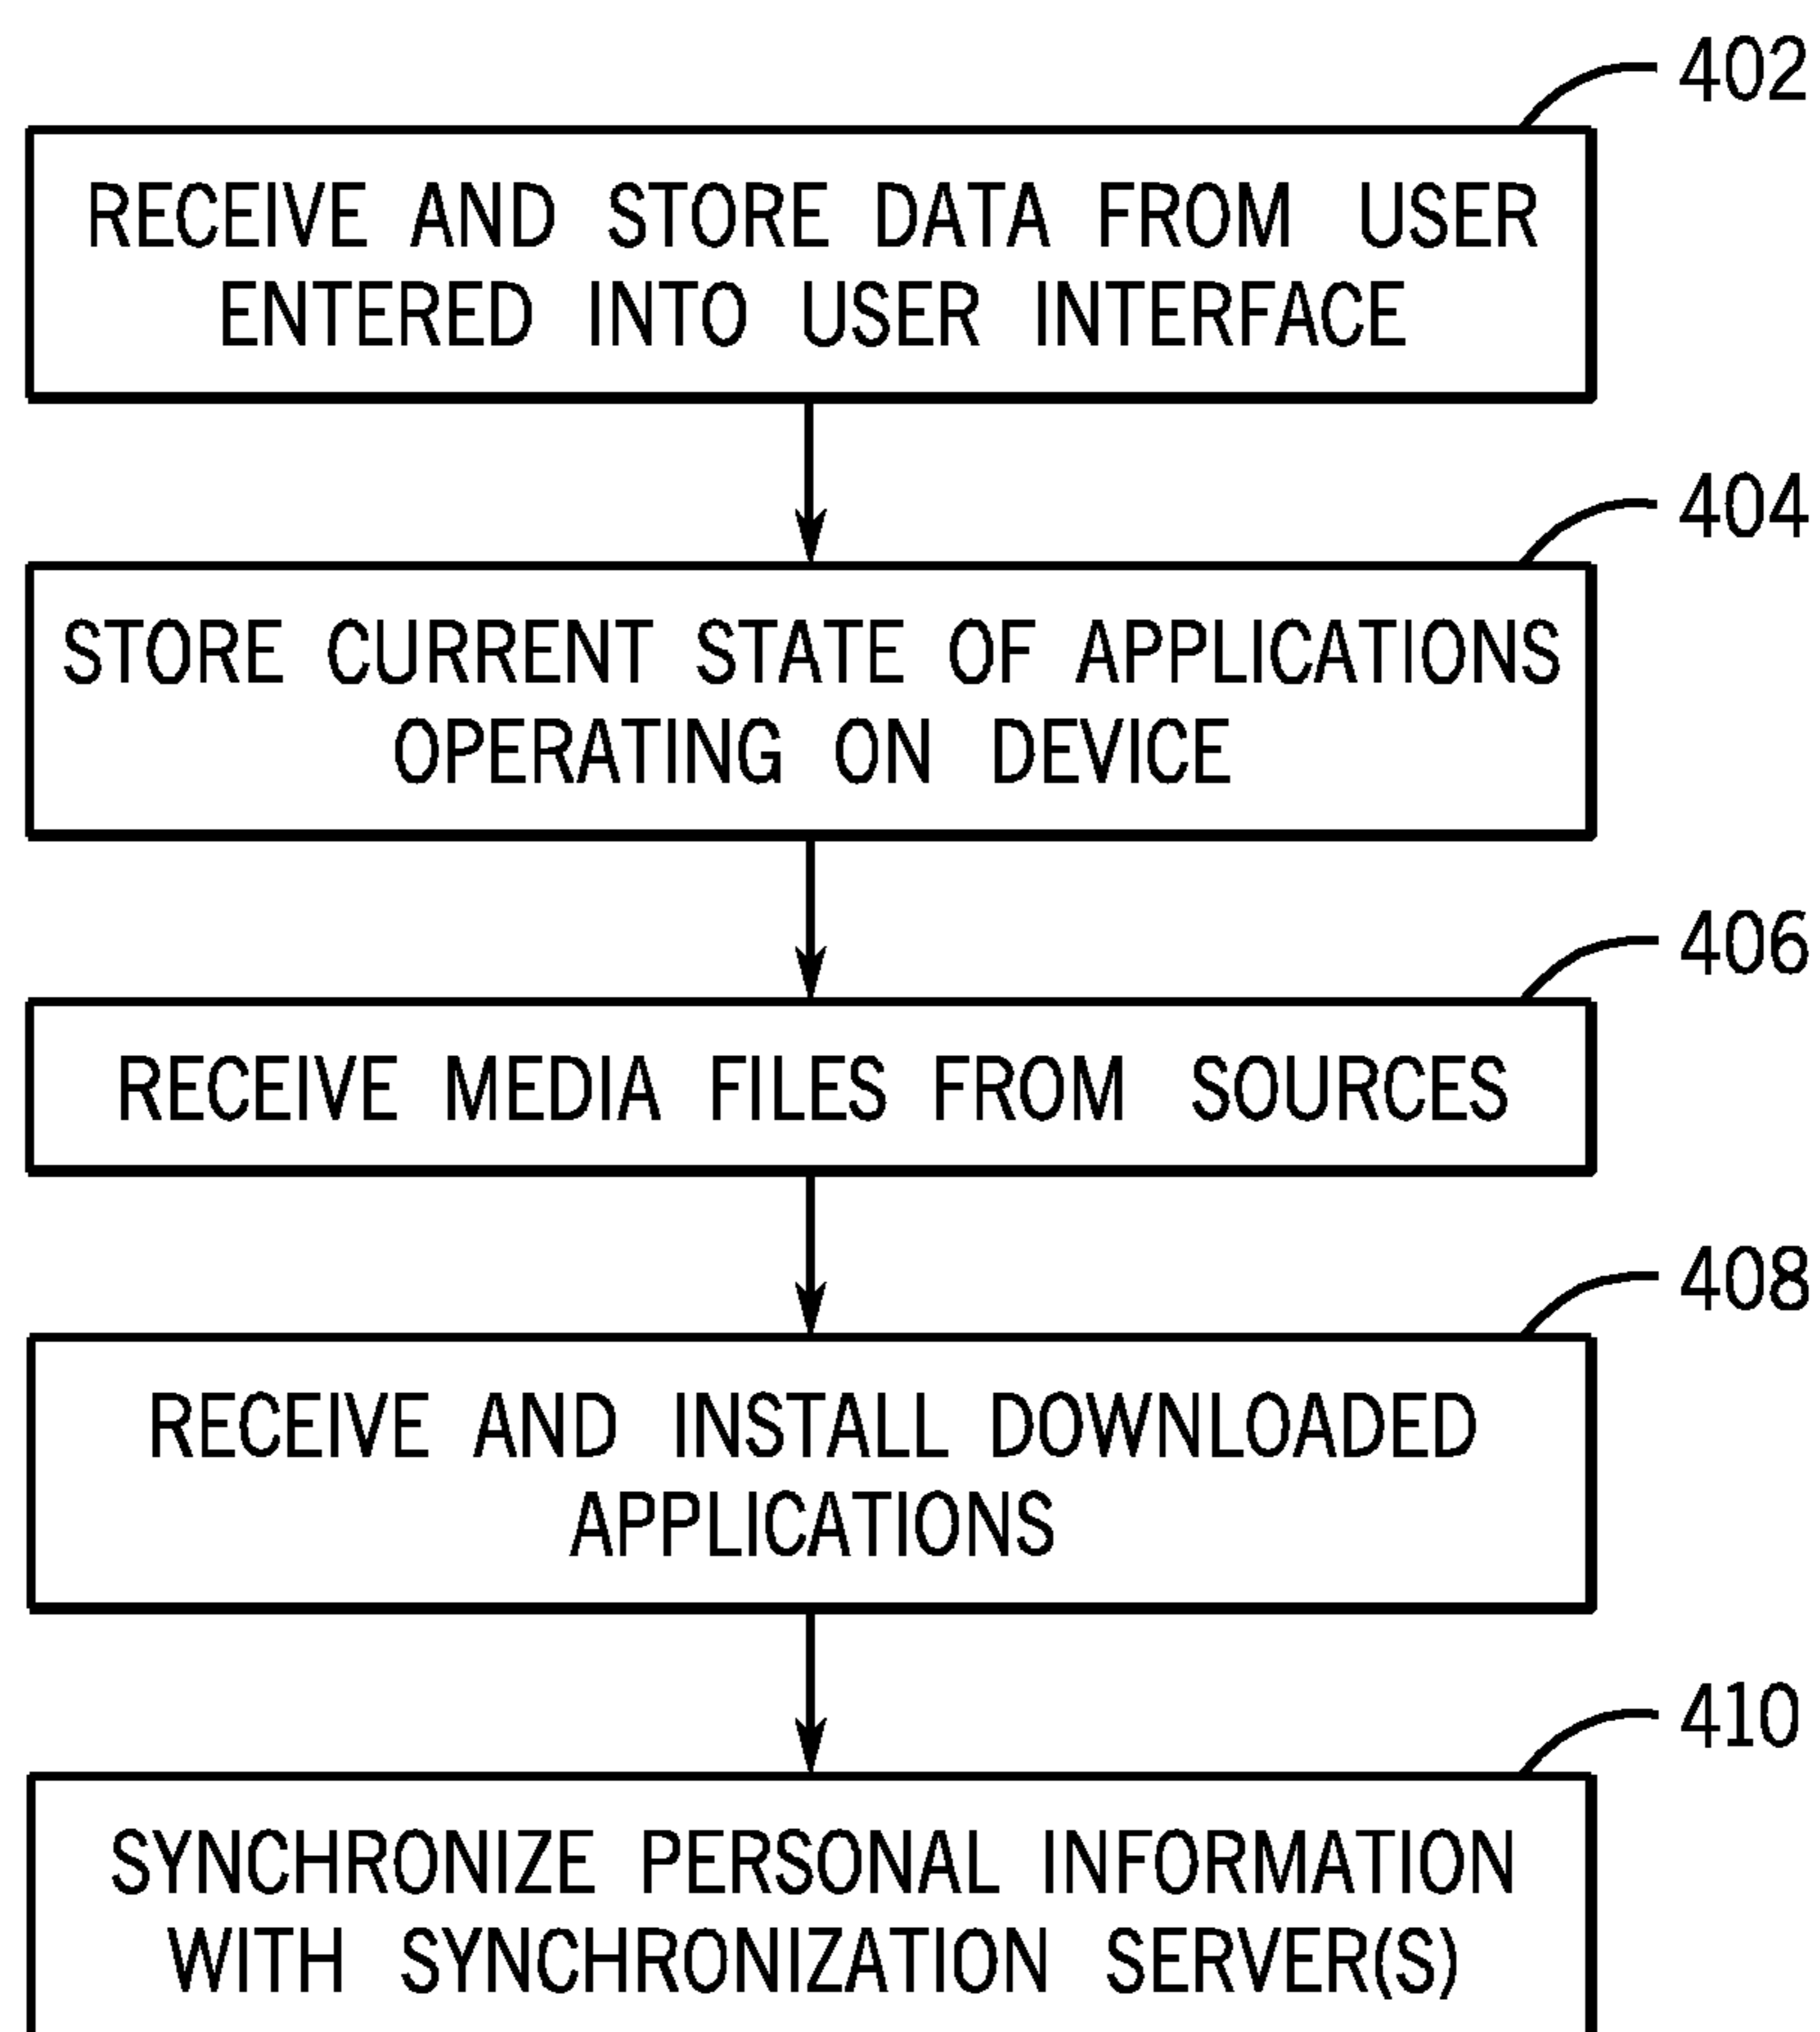 402
RECEIVE AND STORE DATA FROM USER
ENTERED INTO USER INTERFACE
404
STORE CURRENT STATE OF APPLICATIONS
OPERATING ON DEVICE
406
RECEIVE MEDIA FILES FROM SOURCES
408
RECEIVE AND INSTALL DOWNLOADED
APPLICATIONS
410
SYNCHRONIZE PERSONAL INFORMATION
WITH SYNCHRONIZATION SERVER(S)